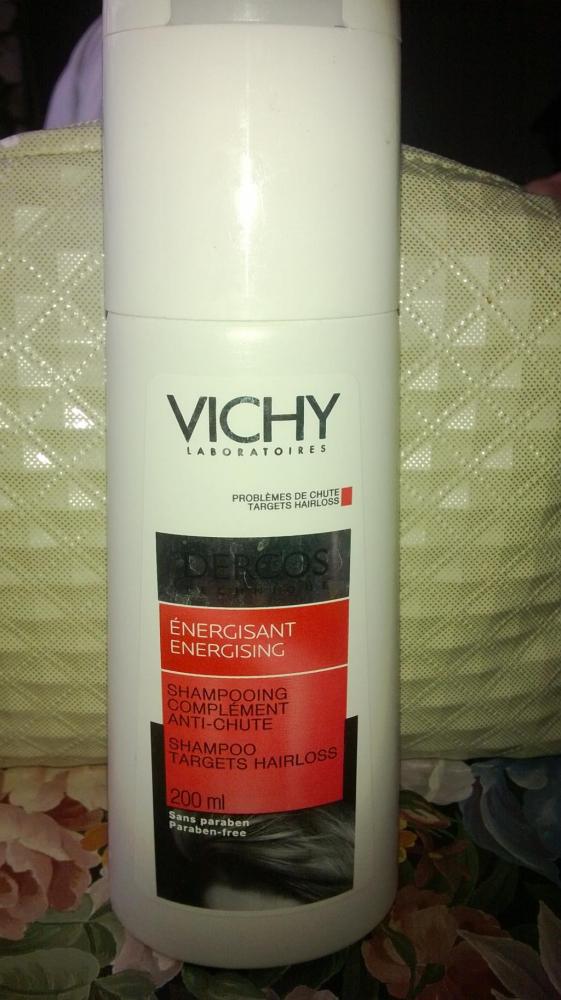 VICHY
LABORATOIRES
PROBLÈMES DE CHUTE
TARGETS HAIRLOSS
DERCOS
TECHNIQUE
ÉNERGISANT
ENERGISING
SHAMPOOING
COMPLÉMENT
ANTI-CHUTE
SHAMPOO
TARGETS HAIRLOSS
200 ml
Sans paraben
Paraben-free